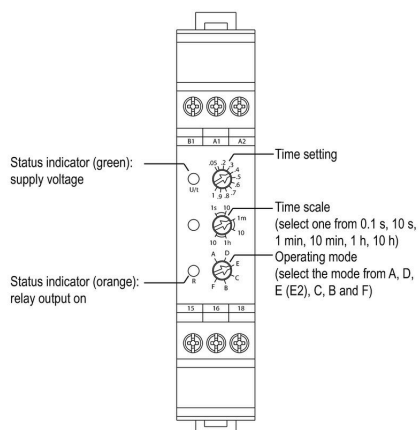 B1 A1 A2
Status indicator (green):
supply voltage
U/t
.05 .2 .3 .4 .5 .6 .7 .8 .9 1
Time setting
1s 10 1m 10 1h 10
Time scale
(select one from 0.1 s, 10 s,
1 min, 10 min, 1 h, 10 h)
A D E C B F
Operating mode
(select the mode from A, D,
E (E2), C, B and F)
Status indicator (orange):
relay output on
R
15 16 18